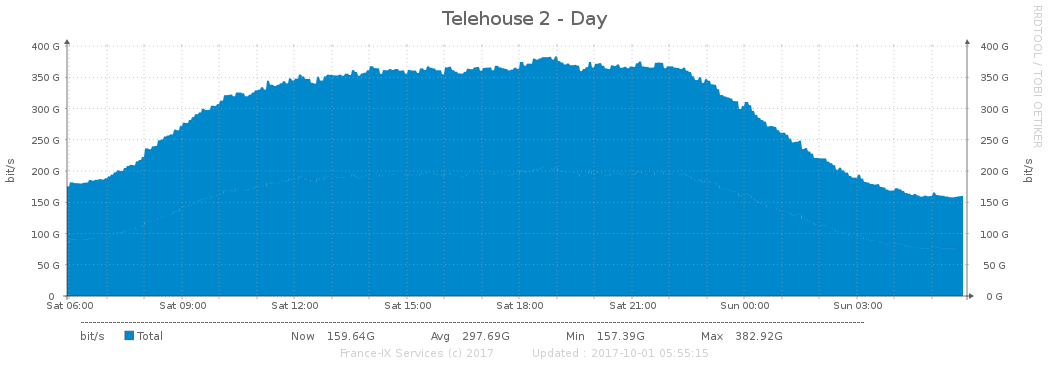 Telehouse 2 - Day
RRDTOOL / TOBI OETIKER
400 G 400 G
350 G 350 G
300 G 300 G
250 G 250 G
200 G 200 G
150 G 150 G
100 G 100 G
50 G 50 G
0 0 G
bit/s bit/s
Sat 06:00 Sat 09:00 Sat 12:00 Sat 15:00 Sat 18:00 Sat 21:00 Sun 00:00 Sun 03:00
bit/s Total Now 159.64G Avg 297.69G Min 157.39G Max 382.92G
France-IX Services (c) 2017 Updated : 2017-10-01 05:55:15